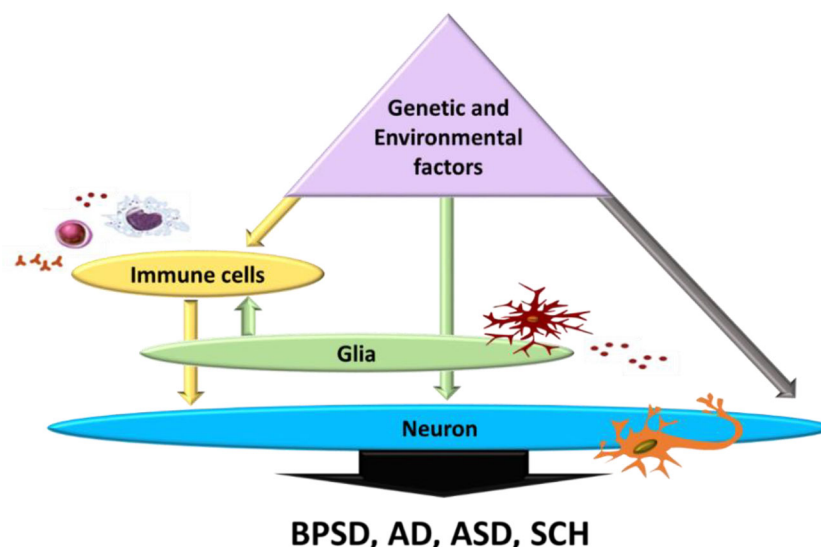 Genetic and
Environmental
factors
Immune cells
Glia
Neuron
BPSD, AD, ASD, SCH